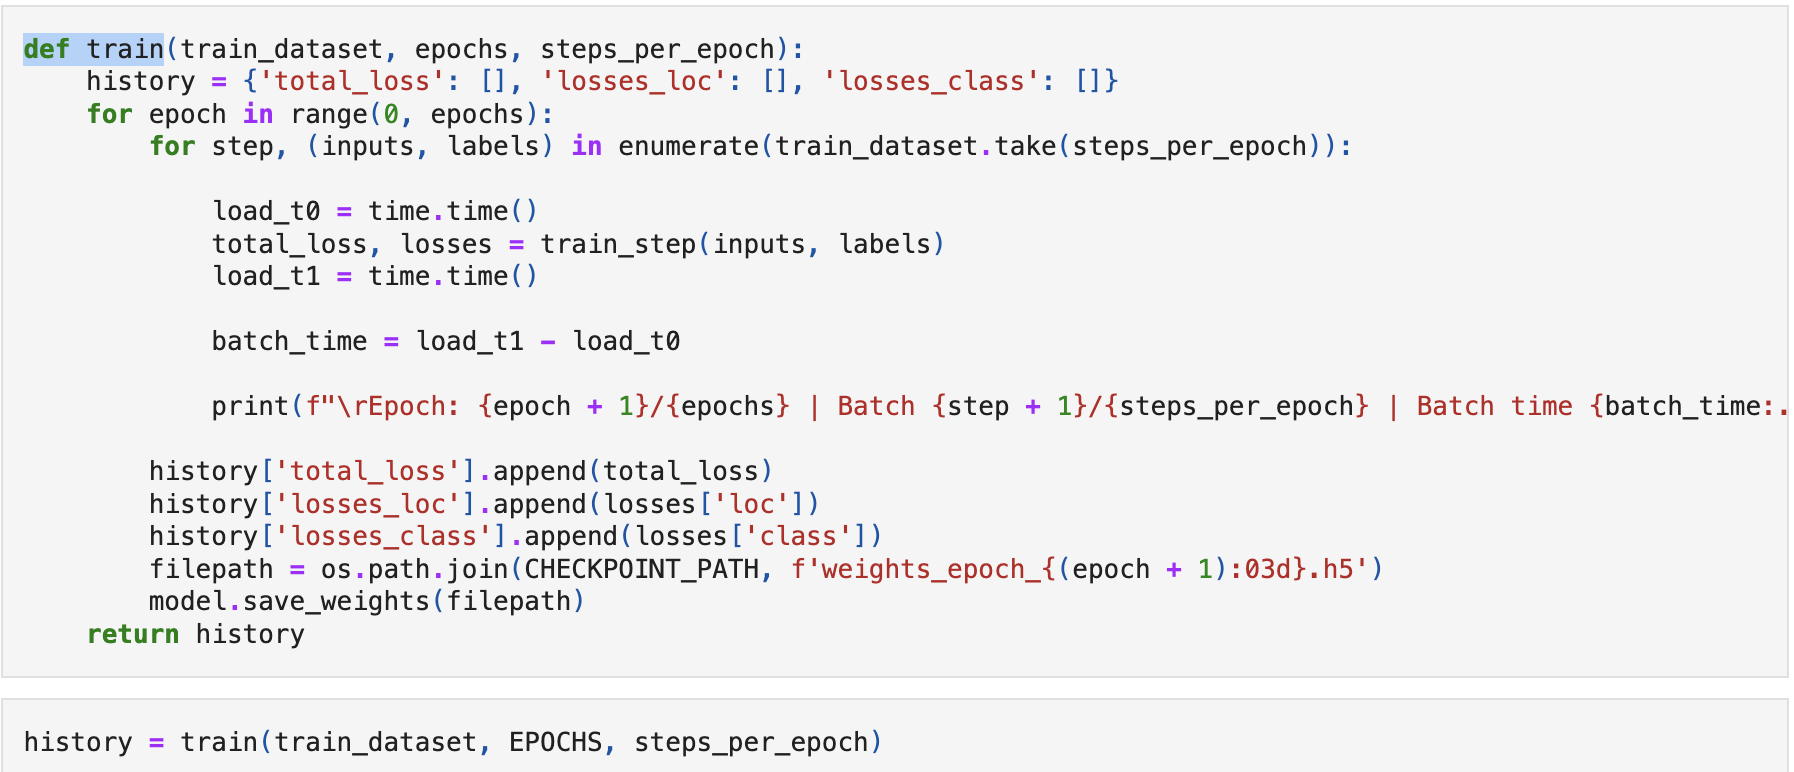 def train(train_dataset, epochs, steps_per_epoch):
    history = {'total_loss': [], 'losses_loc': [], 'losses_class': []}
    for epoch in range(0, epochs):
        for step, (inputs, labels) in enumerate(train_dataset.take(steps_per_epoch)):
            load_t0 = time.time()
            total_loss, losses = train_step(inputs, labels)
            load_t1 = time.time()
            batch_time = load_t1 - load_t0
            print(f"\rEpoch: {epoch + 1}/{epochs} | Batch {step + 1}/{steps_per_epoch} | Batch time {batch_time:.
        history['total_loss'].append(total_loss)
        history['losses_loc'].append(losses['loc'])
        history['losses_class'].append(losses['class'])
        filepath = os.path.join(CHECKPOINT_PATH, f'weights_epoch_{(epoch + 1):03d}.h5')
        model.save_weights(filepath)
    return history
history = train(train_dataset, EPOCHS, steps_per_epoch)